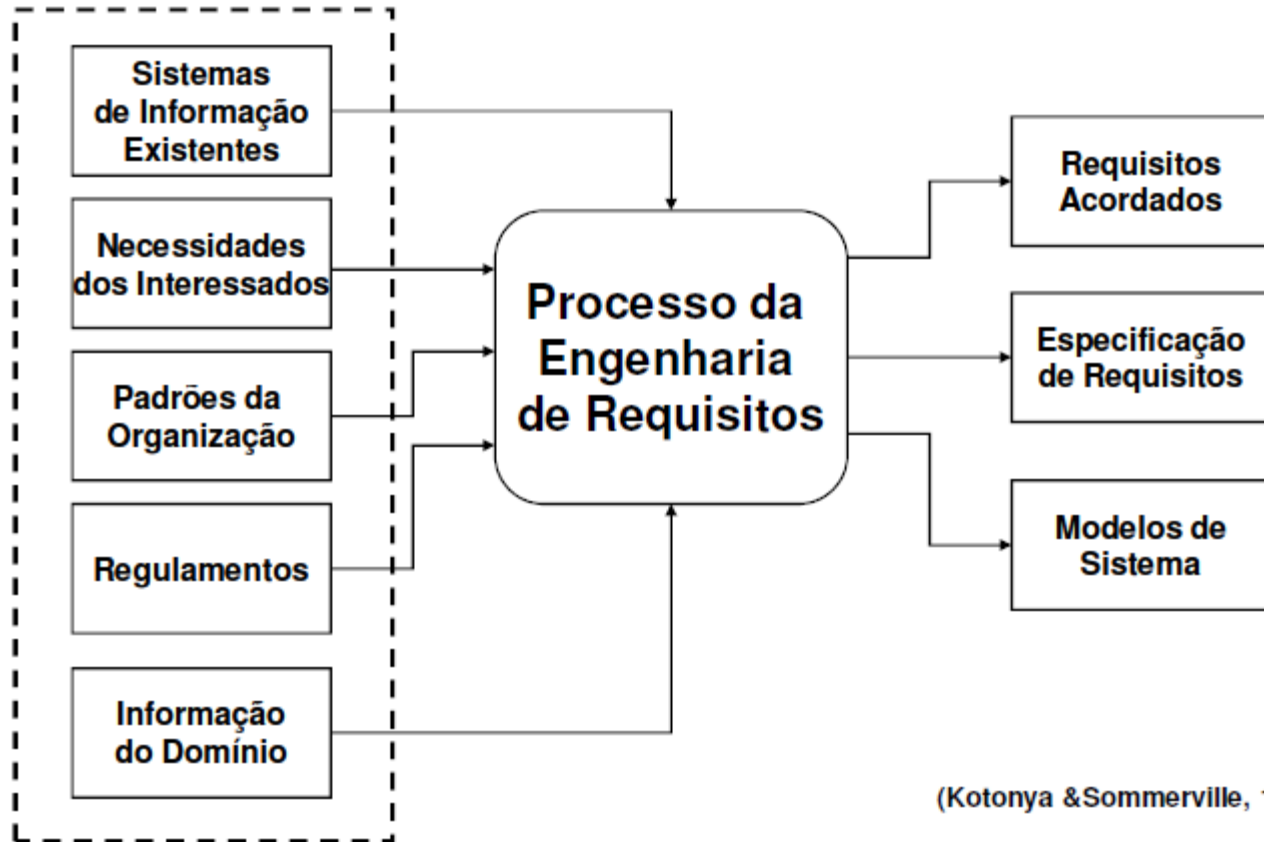 Sistemas
de Informação
Existentes
Necessidades
dos Interessados
Padrões da
Organização
Regulamentos
Informação
do Domínio
Processo da
Engenharia
de Requisitos
Requisitos
Acordados
Especificação
de Requisitos
Modelos de
Sistema
(Kotonya &Sommerville,